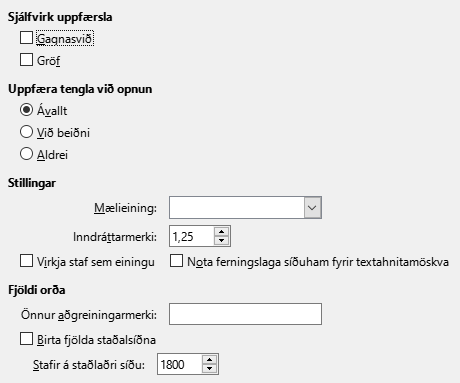 Sjálfvirk uppfærsla
Gagnasvið
Gröf
Uppfæra tengla við opnun
Ávallt
Við beiðni
Aldrei
Stillingar
Mælieining:
Inndráttarmerki: 1,25
Virkja staf sem einingu Nota ferningslaga síðuham fyrir textahnitamöskva
Fjöldi orða
Önnur aðgreiningarmerki:
Birta fjölda staðalsíðna
Stafir á staðlaðri síðu: 1800